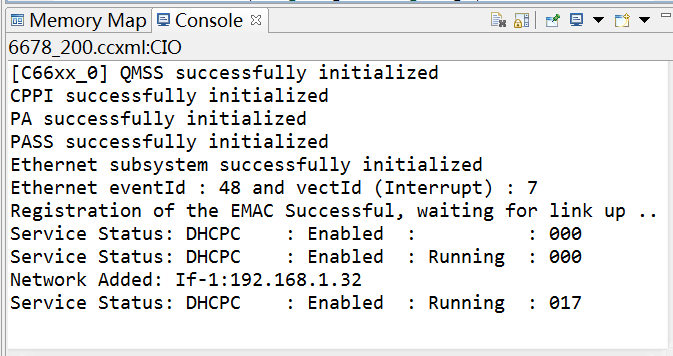 Memory Map Console
6678_200.ccxml:CIO
[C66xx_0] QMSS successfully initialized
CPPI successfully initialized
PA successfully initialized
PASS successfully initialized
Ethernet subsystem successfully initialized
Ethernet eventId : 48 and vectId (Interrupt) : 7
Registration of the EMAC Successful, waiting for link up ..
Service Status: DHCPC    : Enabled  :          : 000
Service Status: DHCPC    : Enabled  : Running  : 000
Network Added: If-1:192.168.1.32
Service Status: DHCPC    : Enabled  : Running  : 017